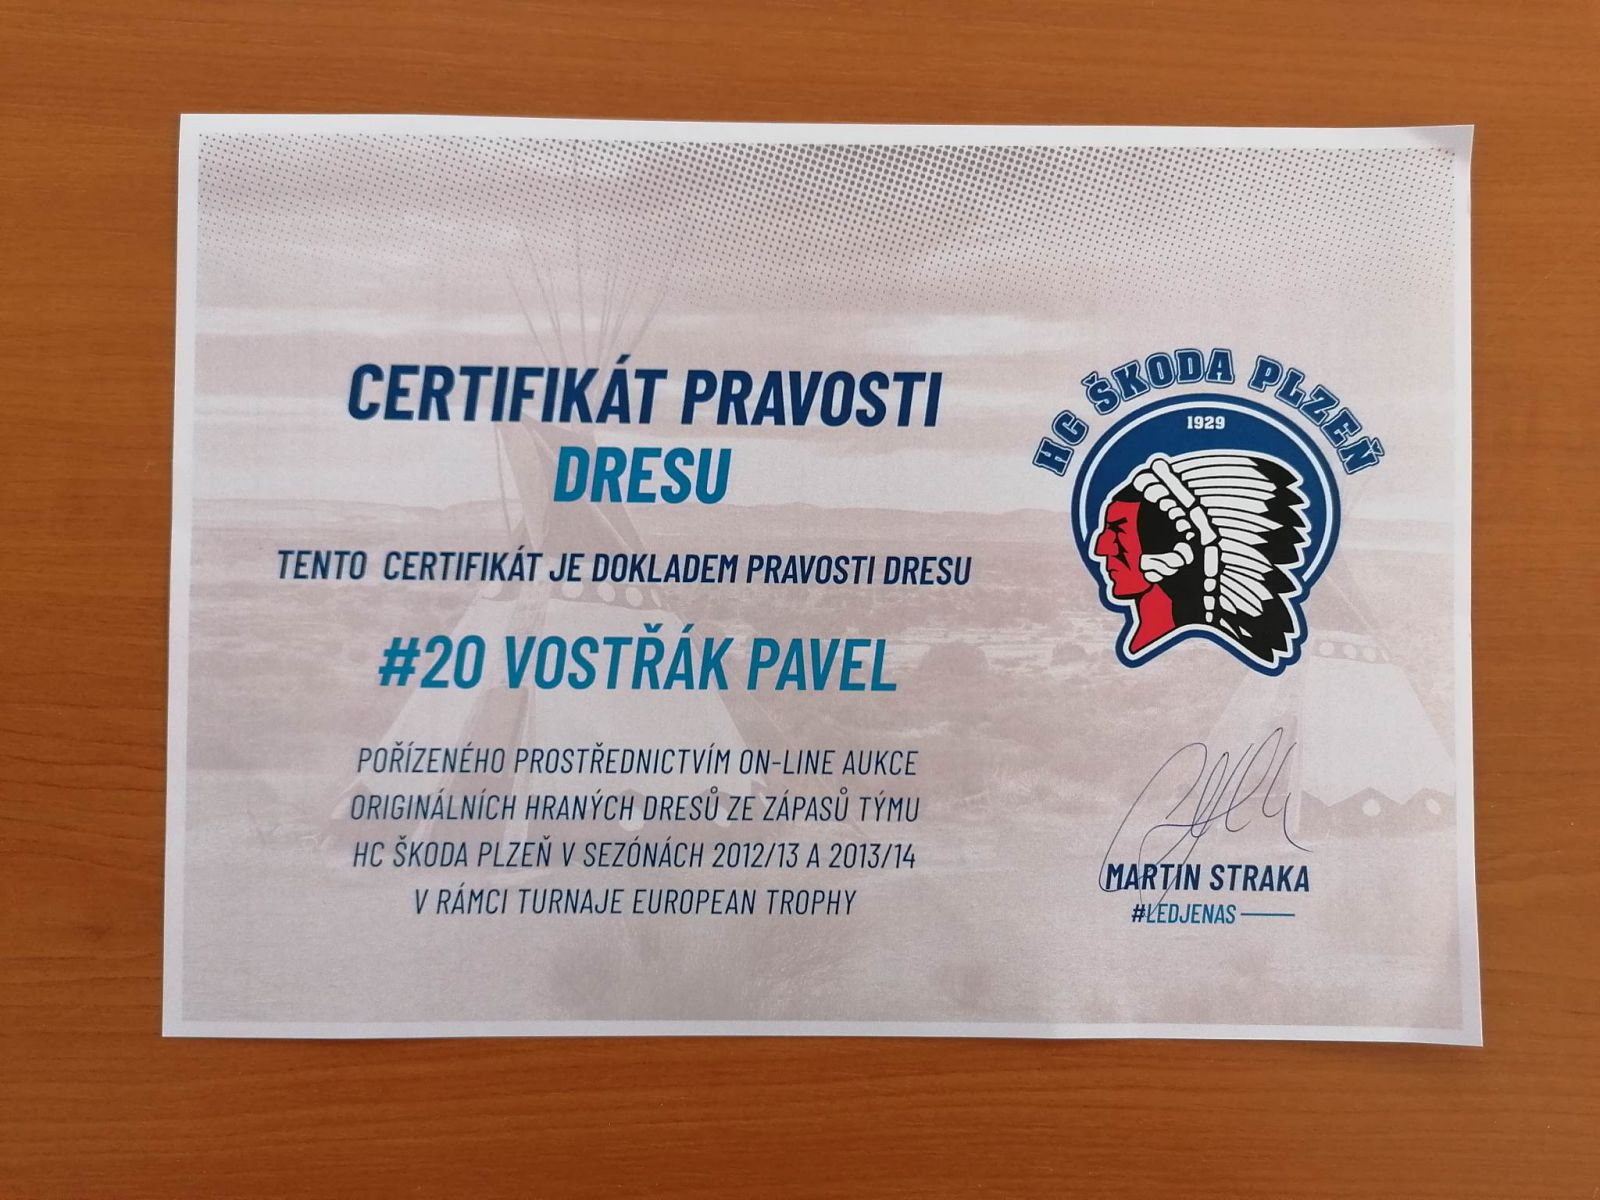 CERTIFIKÁT PRAVOSTI
DRESU
TENTO CERTIFIKÁT JE DOKLADEM PRAVOSTI DRESU
#20 VOSTŘÁK PAVEL
POŘÍZENÉHO PROSTŘEDNICTVÍM ON-LINE AUKCE
ORIGINÁLNÍCH HRANÝCH DRESŮ ZE ZÁPASŮ TÝMU
HC ŠKODA PLZEŇ V SEZÓNÁCH 2012/13 A 2013/14
V RÁMCI TURNAJE EUROPEAN TROPHY
HC ŠKODA PLZEŇ
1929
MARTIN STRAKA
#LEDJENAS